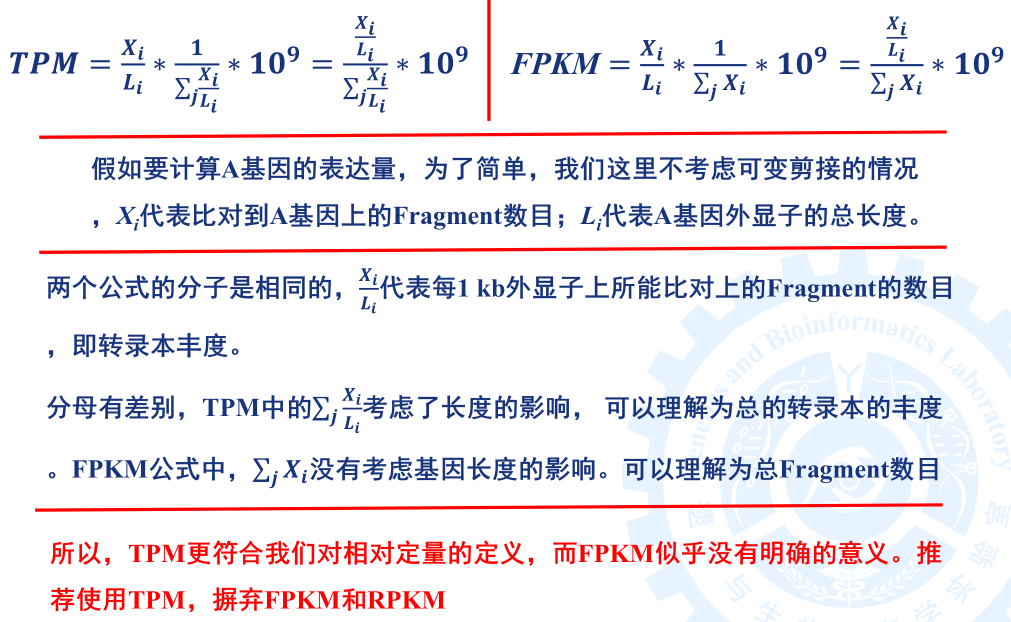 TPM = \frac{X_i}{L_i} * \frac{1}{\sum_j \frac{X_i}{L_i}} * 10^9 = \frac{\frac{X_i}{L_i}}{\sum_j \frac{X_i}{L_i}} * 10^9
FPKM = \frac{X_i}{L_i} * \frac{1}{\sum_j X_i} * 10^9 = \frac{\frac{X_i}{L_i}}{\sum_j X_i} * 10^9
假如要计算A基因的表达量，为了简单，我们这里不考虑可变剪接的情况
，X_i代表比对到A基因上的Fragment数目；L_i代表A基因外显子的总长度。
两个公式的分子是相同的，\frac{X_i}{L_i}代表每1 kb外显子上所能比对上的Fragment的数目
，即转录本丰度。
分母有差别，TPM中的\sum_j \frac{X_i}{L_i}考虑了长度的影响， 可以理解为总的转录本的丰度
。FPKM公式中，\sum_j X_i没有考虑基因长度的影响。可以理解为总Fragment数目
所以，TPM更符合我们对相对定量的定义，而FPKM似乎没有明确的意义。推
荐使用TPM，摒弃FPKM和RPKM
and Bioinformatics Laboratory